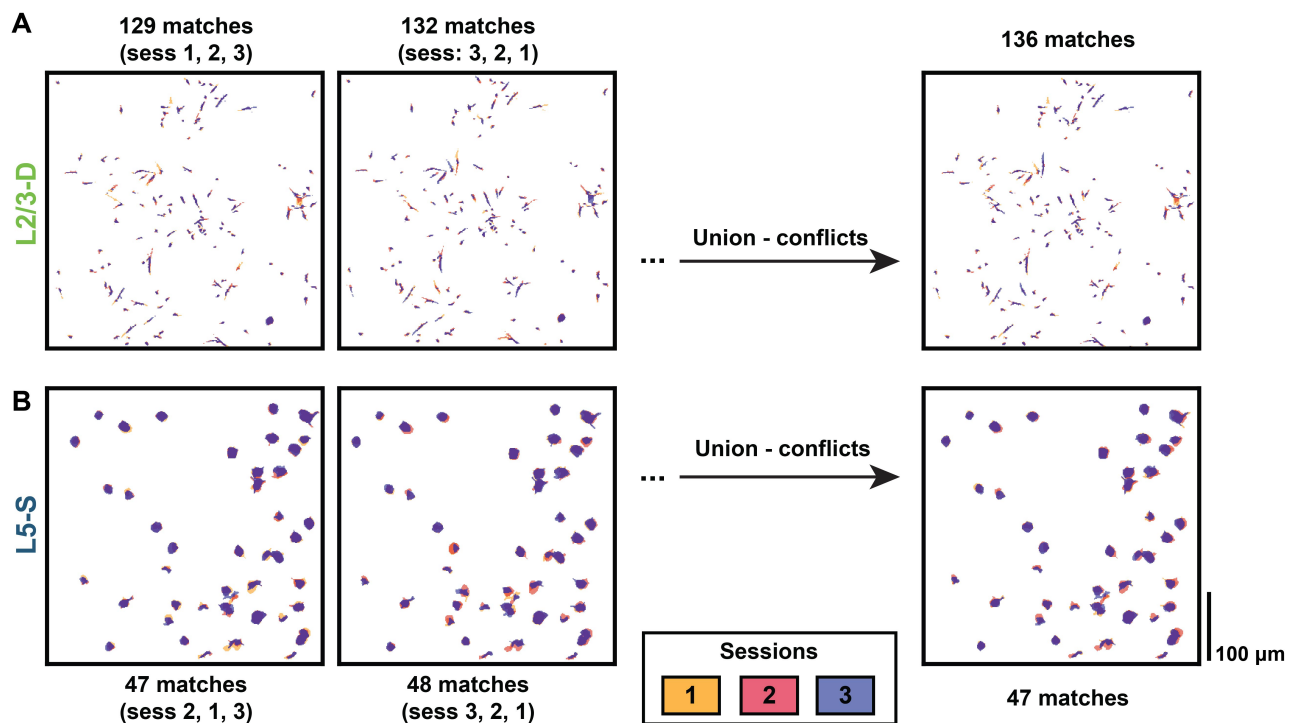 A
129 matches
(sess 1, 2, 3)
132 matches
(sess: 3, 2, 1)
136 matches
L2/3-D
... Union - conflicts
B
L5-S
... Union - conflicts
47 matches
(sess 2, 1, 3)
48 matches
(sess 3, 2, 1)
Sessions
1 2 3
100 µm
47 matches